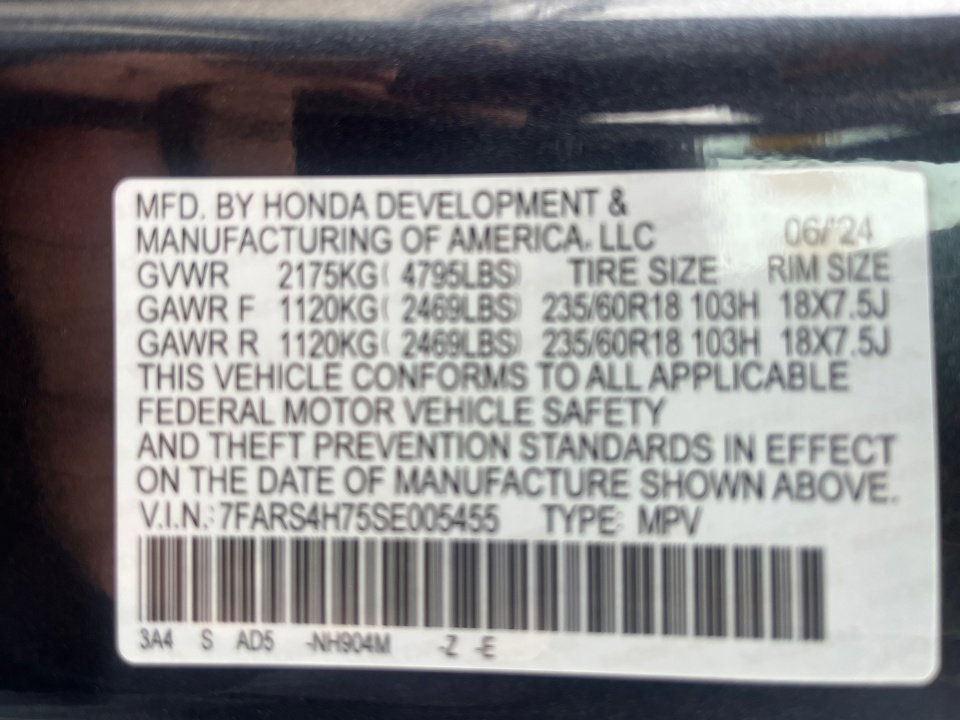 MFD. BY HONDA DEVELOPMENT &
MANUFACTURING OF AMERICA, LLC 06/'24
GVWR 2175KG( 4795LBS) TIRE SIZE RIM SIZE
GAWR F 1120KG( 2469LBS) 235/60R18 103H 18X7.5J
GAWR R 1120KG( 2469LBS) 235/60R18 103H 18X7.5J
THIS VEHICLE CONFORMS TO ALL APPLICABLE
FEDERAL MOTOR VEHICLE SAFETY
AND THEFT PREVENTION STANDARDS IN EFFECT
ON THE DATE OF MANUFACTURE SHOWN ABOVE.
V.I.N.: 7FARS4H75SE005455 TYPE: MPV
3A4 S AD5 -NH904M -Z -E